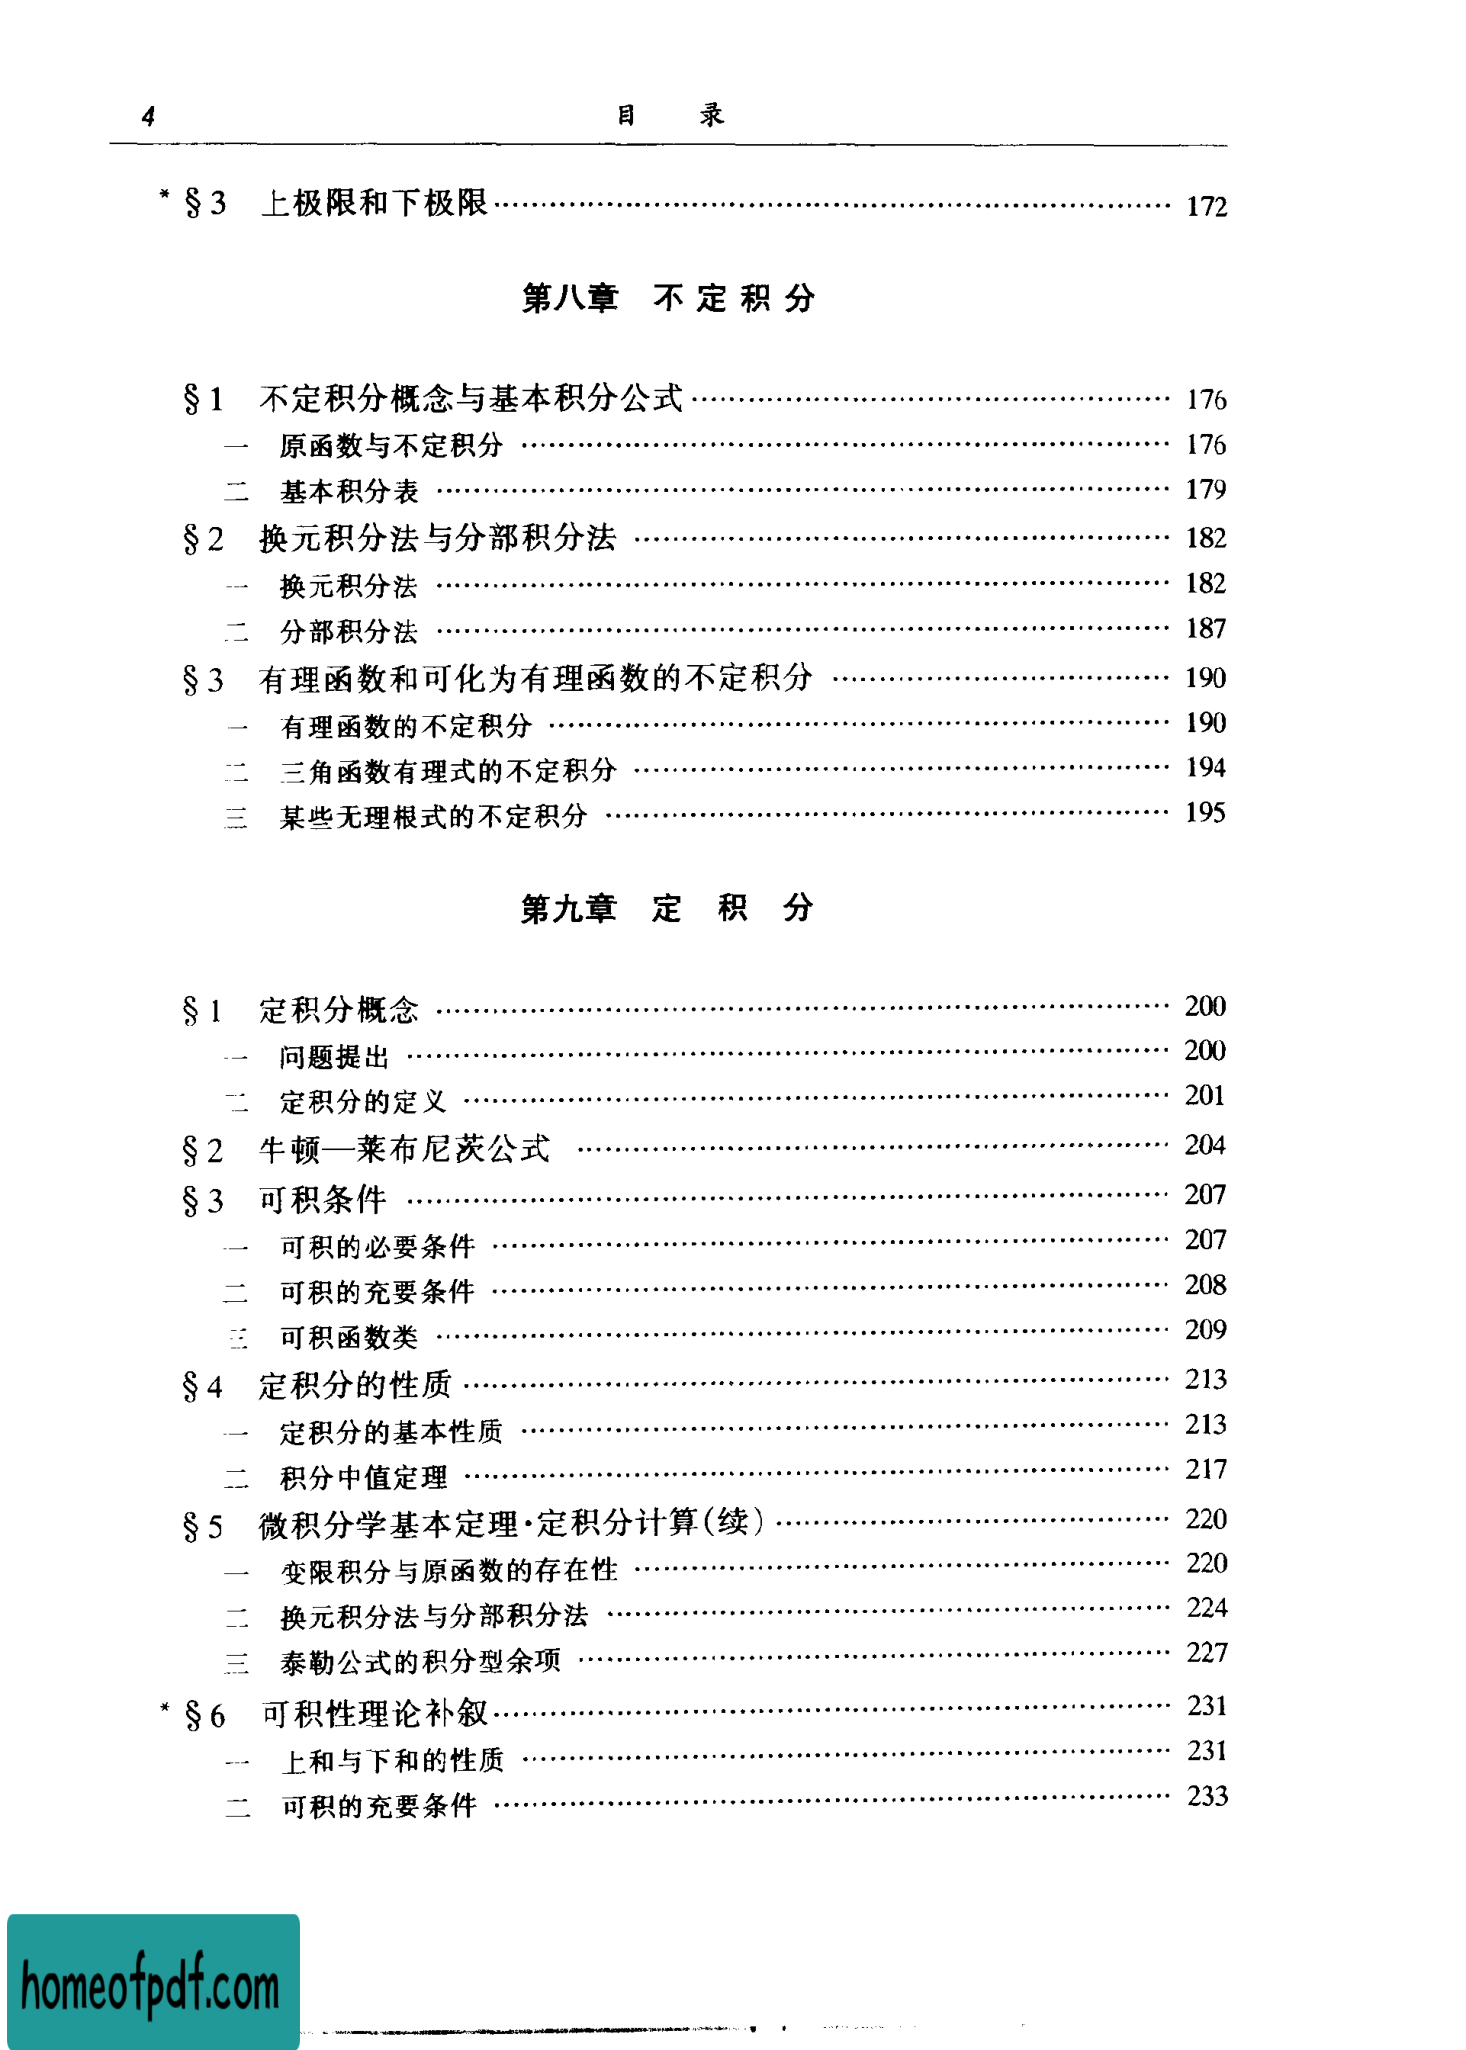 4 目 录
* §3 上极限和下极限 …… 172
第八章 不定积分
§1 不定积分概念与基本积分公式 …… 176
一 原函数与不定积分 …… 176
二 基本积分表 …… 179
§2 换元积分法与分部积分法 …… 182
一 换元积分法 …… 182
二 分部积分法 …… 187
§3 有理函数和可化为有理函数的不定积分 …… 190
一 有理函数的不定积分 …… 190
二 三角函数有理式的不定积分 …… 194
三 某些无理根式的不定积分 …… 195
第九章 定 积 分
§1 定积分概念 …… 200
一 问题提出 …… 200
二 定积分的定义 …… 201
§2 牛顿—莱布尼茨公式 …… 204
§3 可积条件 …… 207
一 可积的必要条件 …… 207
二 可积的充要条件 …… 208
三 可积函数类 …… 209
§4 定积分的性质 …… 213
一 定积分的基本性质 …… 213
二 积分中值定理 …… 217
§5 微积分学基本定理·定积分计算(续) …… 220
一 变限积分与原函数的存在性 …… 220
二 换元积分法与分部积分法 …… 224
三 泰勒公式的积分型余项 …… 227
* §6 可积性理论补叙 …… 231
一 上和与下和的性质 …… 231
二 可积的充要条件 …… 233
homeofpdf.com